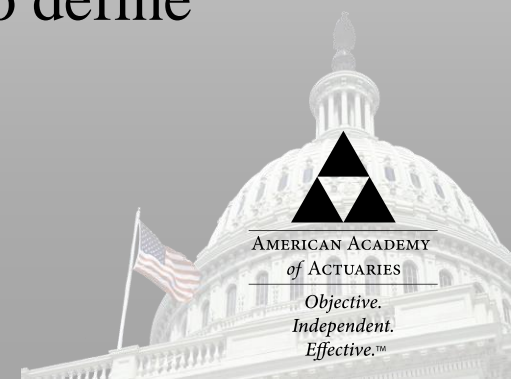 o define
AMERICAN ACADEMY
of ACTUARIES
Objective.
Independent.
Effective.™